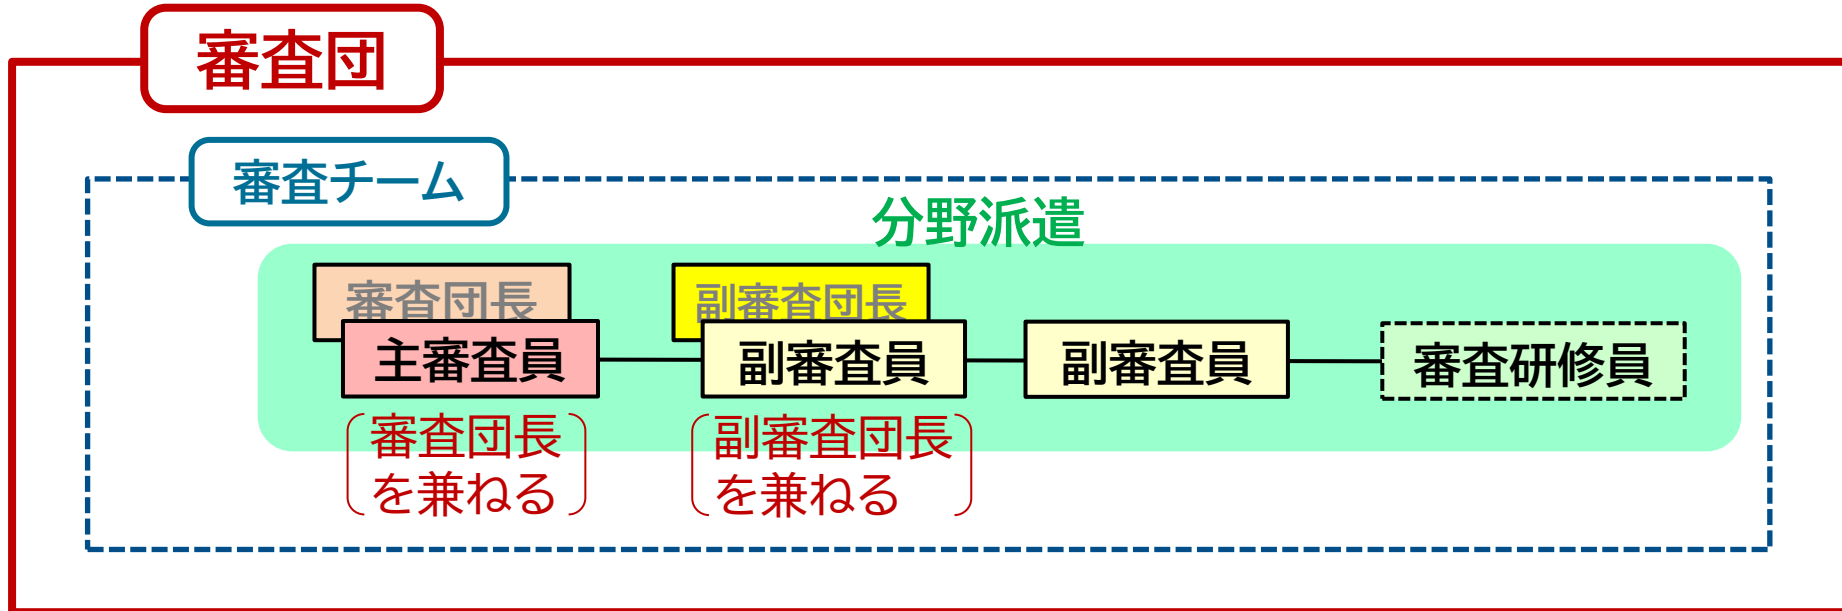 審査団
審査チーム
分野派遣
審査団長
副審査団長
主審査員
副審査員
副審査員
審査研修員
審査団長
を兼ねる
副審査団長
を兼ねる